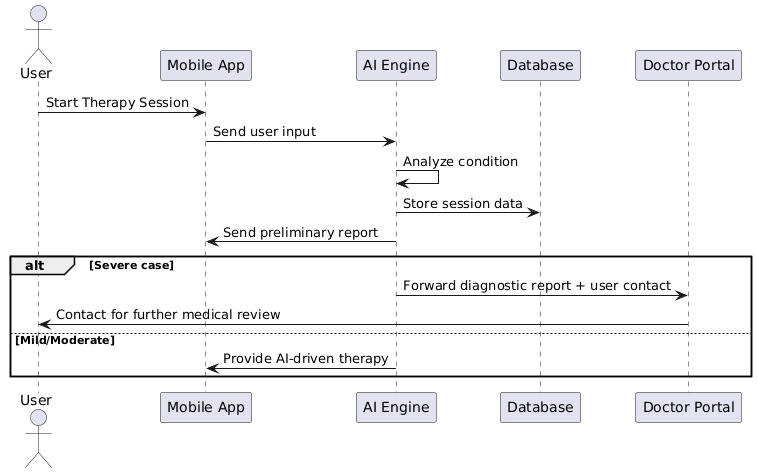 User
Mobile App
AI Engine
Database
Doctor Portal
Start Therapy Session
Send user input
Analyze condition
Store session data
Send preliminary report
alt
[Severe case]
Forward diagnostic report + user contact
Contact for further medical review
[Mild/Moderate]
Provide AI-driven therapy
User
Mobile App
AI Engine
Database
Doctor Portal